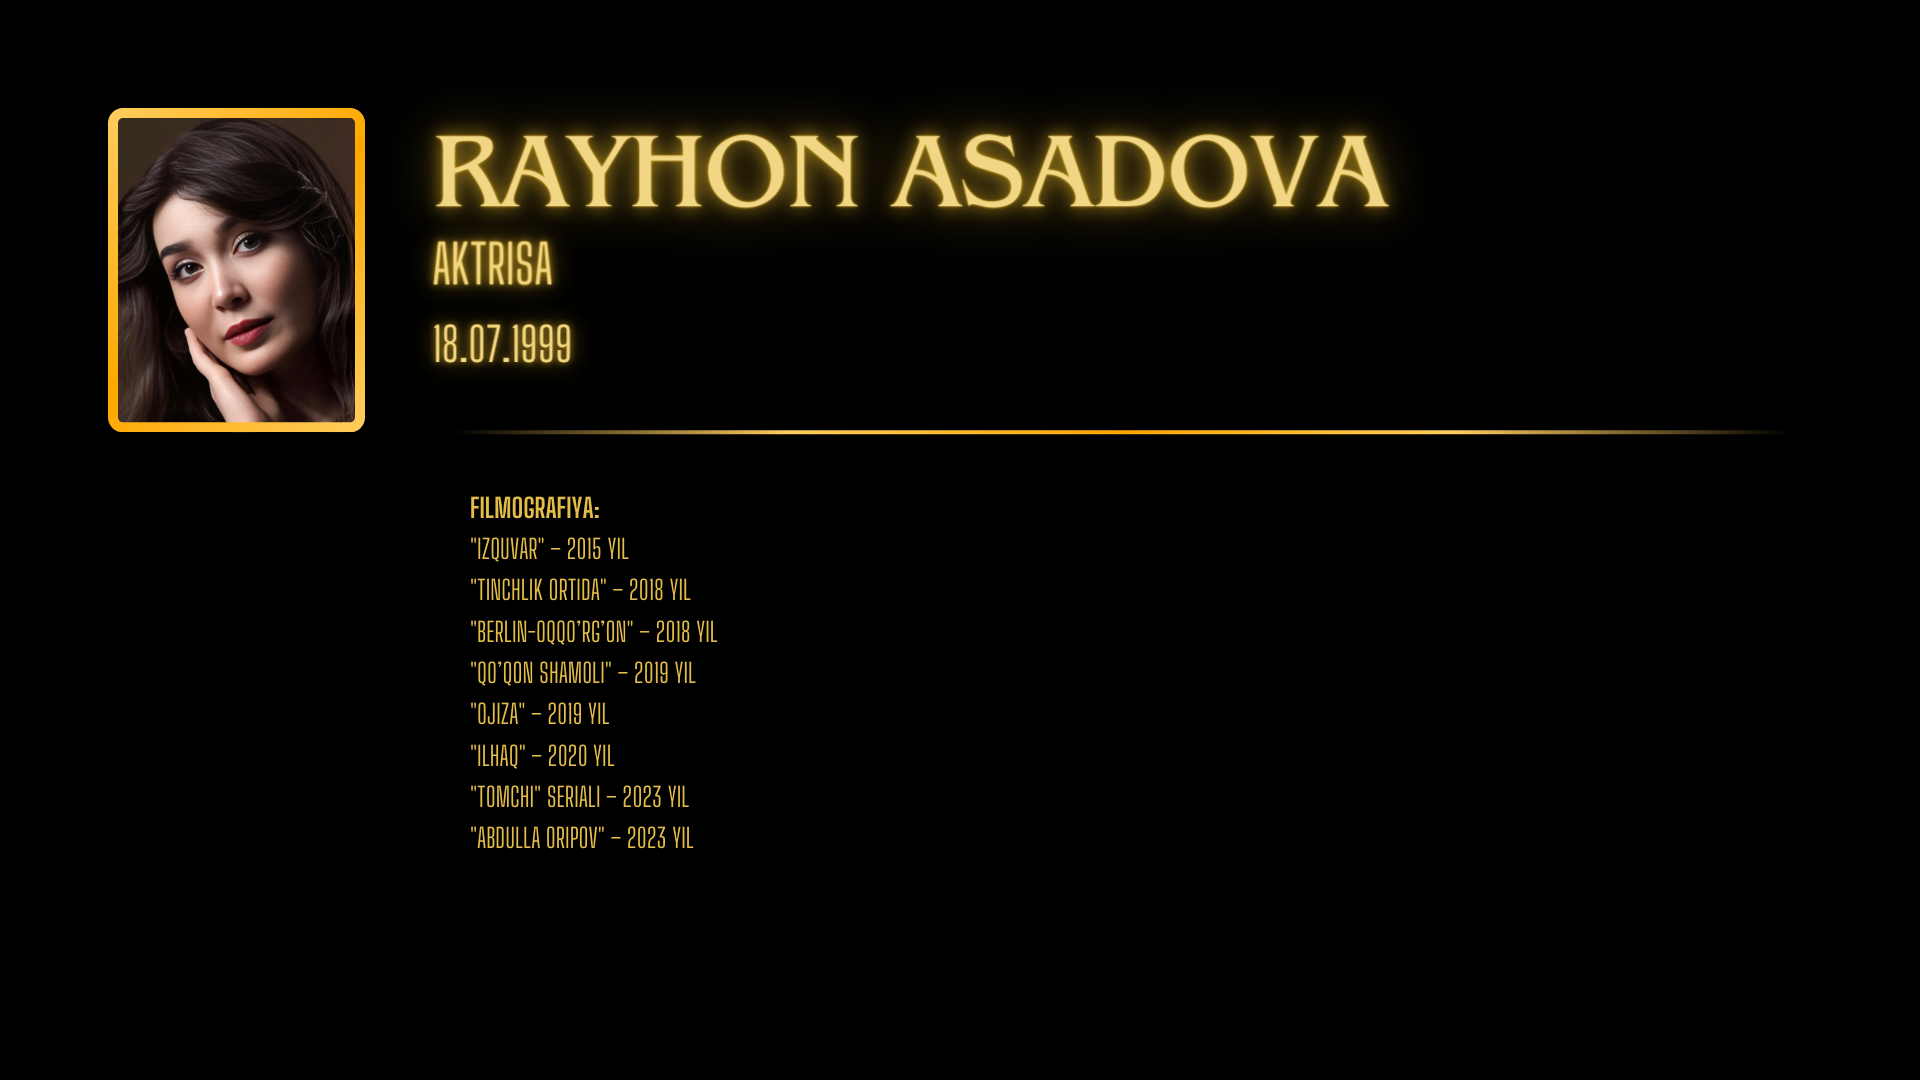 RAYHON ASADOVA
AKTRISA
18.07.1999
FILMOGRAFIYA:
"IZQUVAR" – 2015 YIL
"TINCHLIK ORTIDA" – 2018 YIL
"BERLIN-OQQO’RG’ON" – 2018 YIL
"QO’QON SHAMOLI" – 2019 YIL
"OJIZA" – 2019 YIL
"ILHAQ" – 2020 YIL
"TOMCHI" SERIALI – 2023 YIL
"ABDULLA ORIPOV" – 2023 YIL